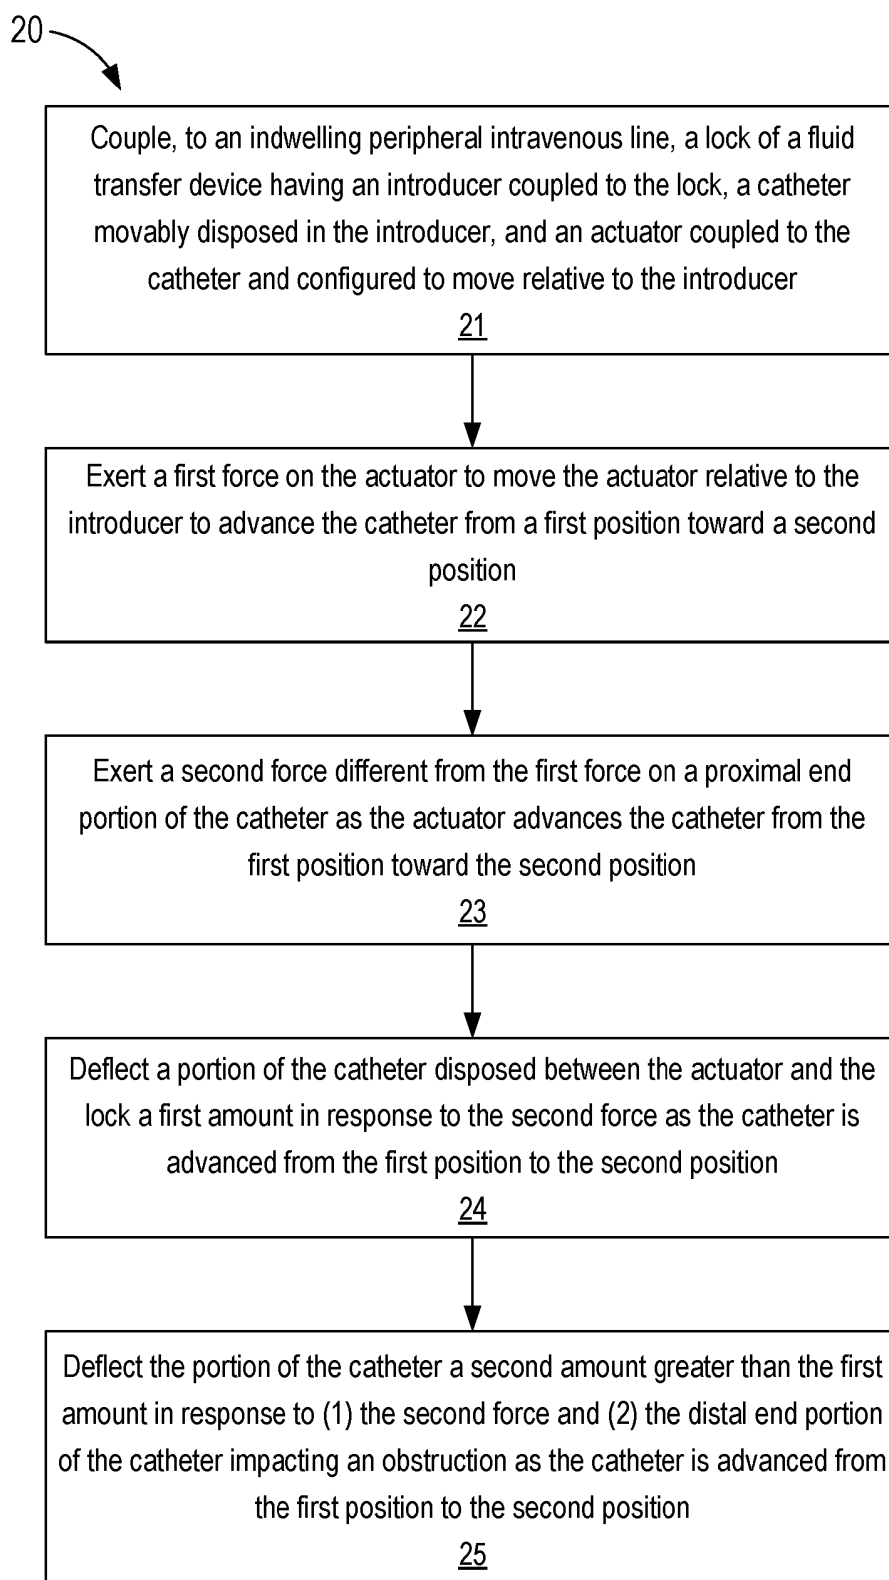 20
Couple, to an indwelling peripheral intravenous line, a lock of a fluid
transfer device having an introducer coupled to the lock, a catheter
movably disposed in the introducer, and an actuator coupled to the
catheter and configured to move relative to the introducer
21
Exert a first force on the actuator to move the actuator relative to the
introducer to advance the catheter from a first position toward a second
position
22
Exert a second force different from the first force on a proximal end
portion of the catheter as the actuator advances the catheter from the
first position toward the second position
23
Deflect a portion of the catheter disposed between the actuator and the
lock a first amount in response to the second force as the catheter is
advanced from the first position to the second position
24
Deflect the portion of the catheter a second amount greater than the first
amount in response to (1) the second force and (2) the distal end portion
of the catheter impacting an obstruction as the catheter is advanced from
the first position to the second position
25